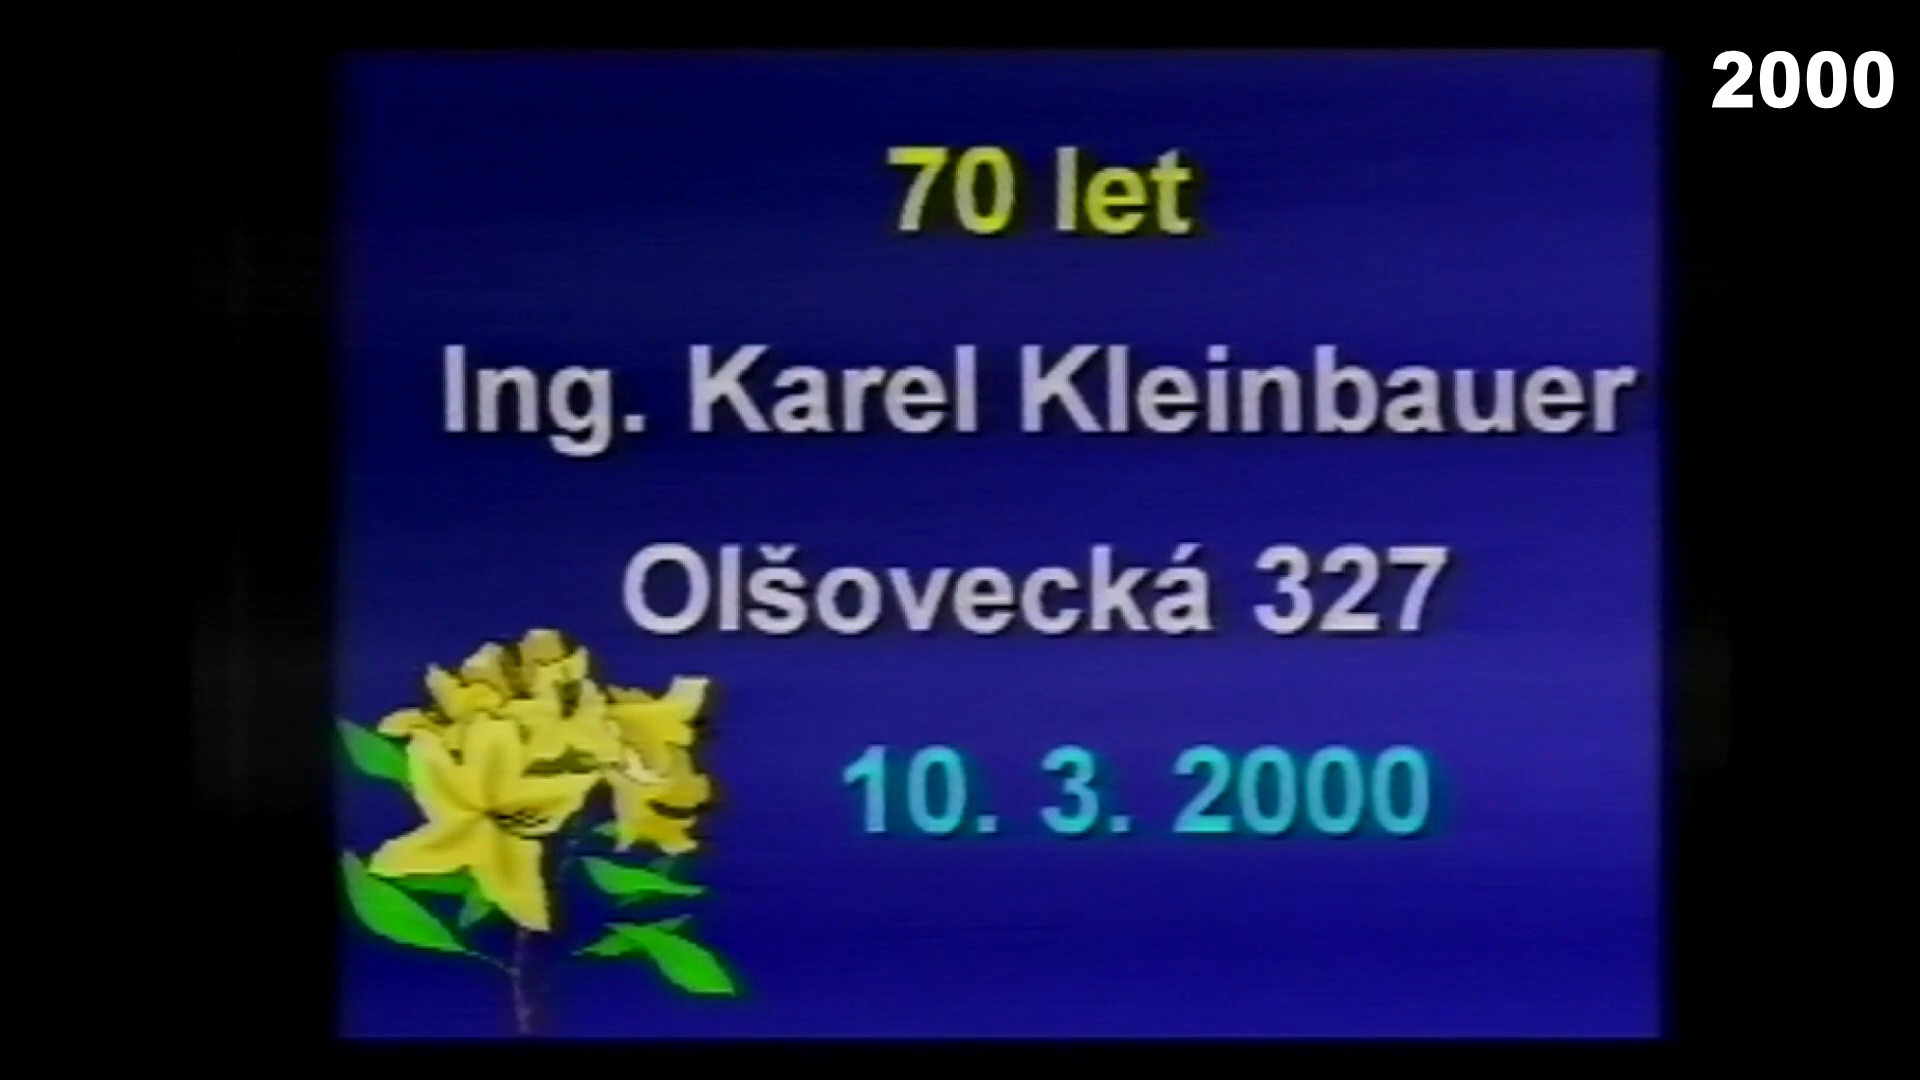 2000
70 let
Ing. Karel Kleinbauer
Olšovecká 327
10. 3. 2000